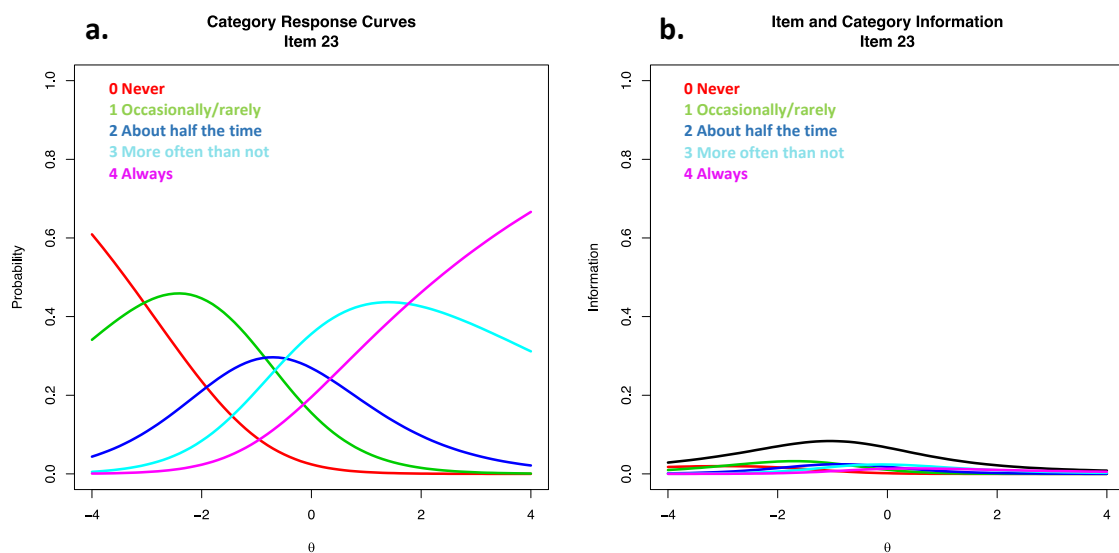 a.
Category Response Curves
Item 23
0 Never
1 Occasionally/rarely
2 About half the time
3 More often than not
4 Always
Probability
0.0
0.2
0.4
0.6
0.8
1.0
−4
−2
0
2
4
θ
b.
Item and Category Information
Item 23
0 Never
1 Occasionally/rarely
2 About half the time
3 More often than not
4 Always
Information
0.0
0.2
0.4
0.6
0.8
1.0
−4
−2
0
2
4
θ